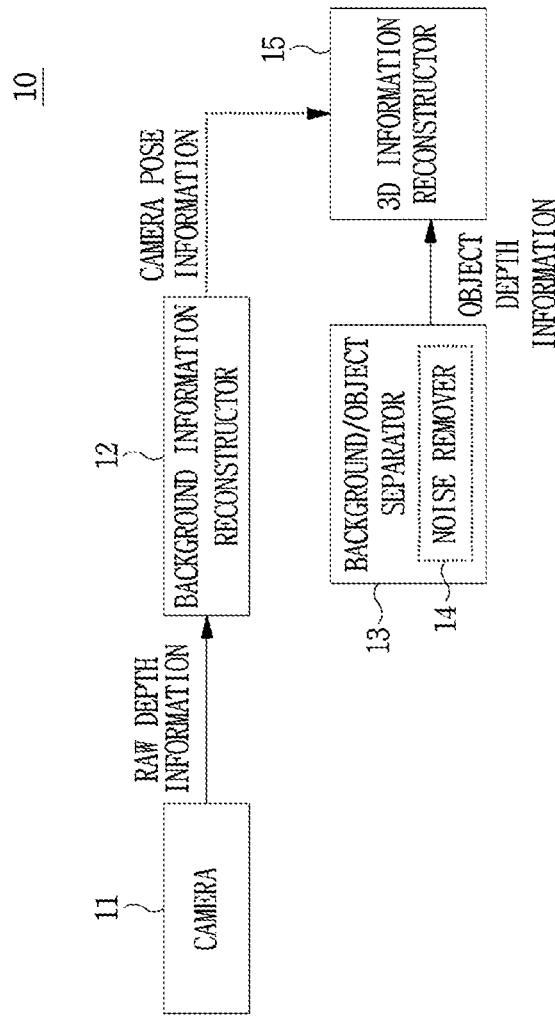 10
11
CAMERA
RAW DEPTH
INFORMATION
12
BACKGROUND INFORMATION
RECONSTRUCTOR
CAMERA POSE
INFORMATION
13
BACKGROUND/OBJECT
SEPARATOR
14
NOISE REMOVER
OBJECT
DEPTH
INFORMATION
15
3D INFORMATION
RECONSTRUCTOR